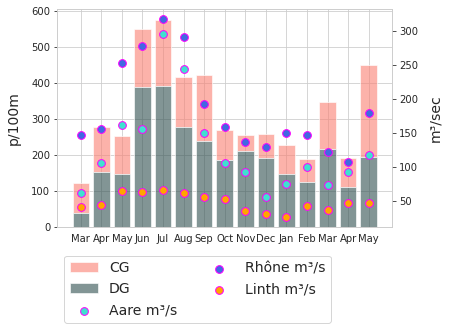 p/100m
600
500
400
300
200
100
0
300
250
200
150
100
50
m³/sec
Mar Apr May Jun Jul Aug Sep Oct Nov Dec Jan Feb Mar Apr May
CG
DG
Aare m³/s
Rhône m³/s
Linth m³/s